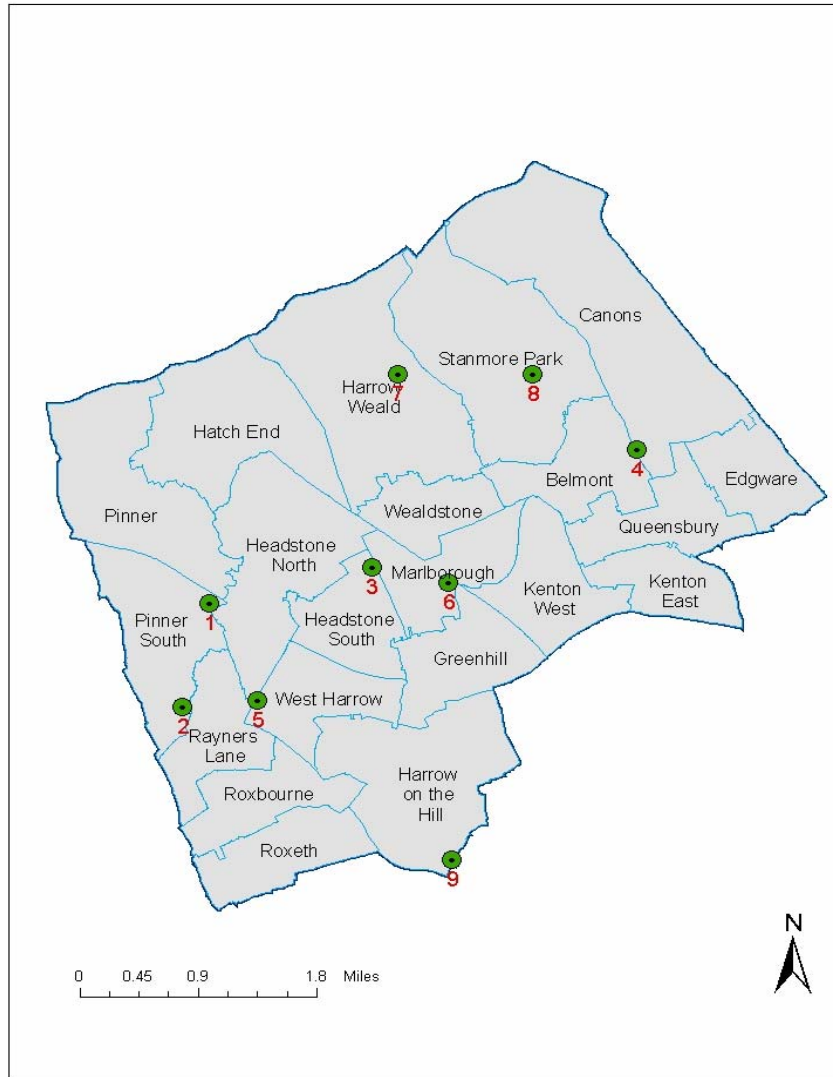 Canons
Stanmore Park
8
Harrow
7
Weald
Hatch End
4
Belmont
Edgware
Wealdstone
Queensbury
Pinner
Headstone
North
3
Marlborough
6
Kenton
West
Kenton
East
1
Pinner
South
Headstone
South
Greenhill
2
5
West Harrow
Rayners
Lane
Roxbourne
Harrow
on the
Hill
Roxeth
9
N
0 0.45 0.9 1.8 Miles